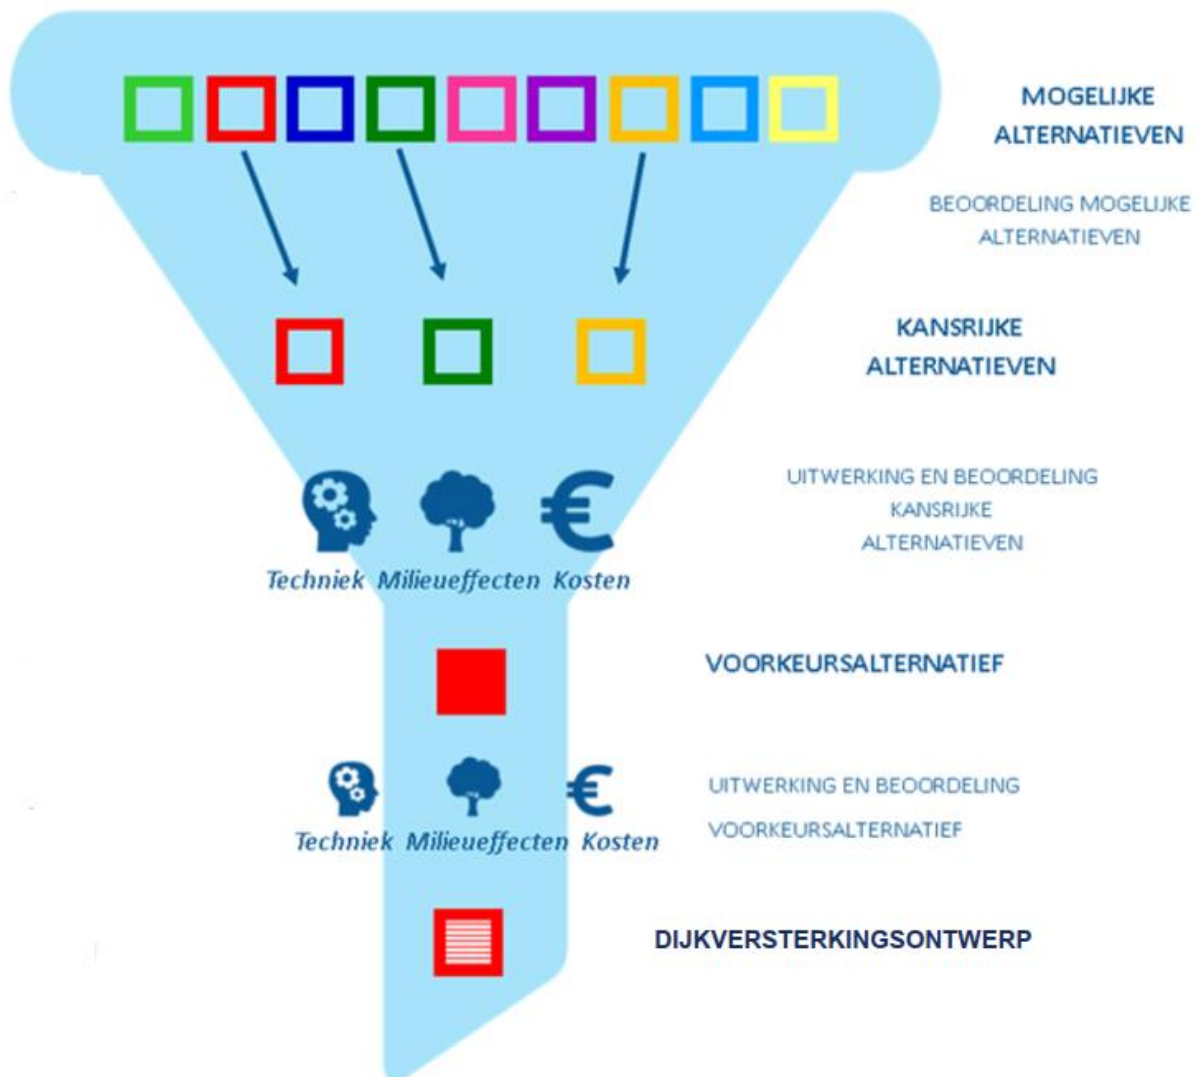 MOGELIJKE
ALTERNATIEVEN
BEOORDELING MOGELIJKE
ALTERNATIEVEN
KANSRIJKE
ALTERNATIEVEN
UITWERKING EN BEOORDELING
KANSRIJKE
ALTERNATIEVEN
Techniek Milieueffecten Kosten
VOORKEURSALTERNATIEF
UITWERKING EN BEOORDELING
VOORKEURSALTERNATIEF
Techniek Milieueffecten Kosten
DIJKVERSTERKINGSONTWERP